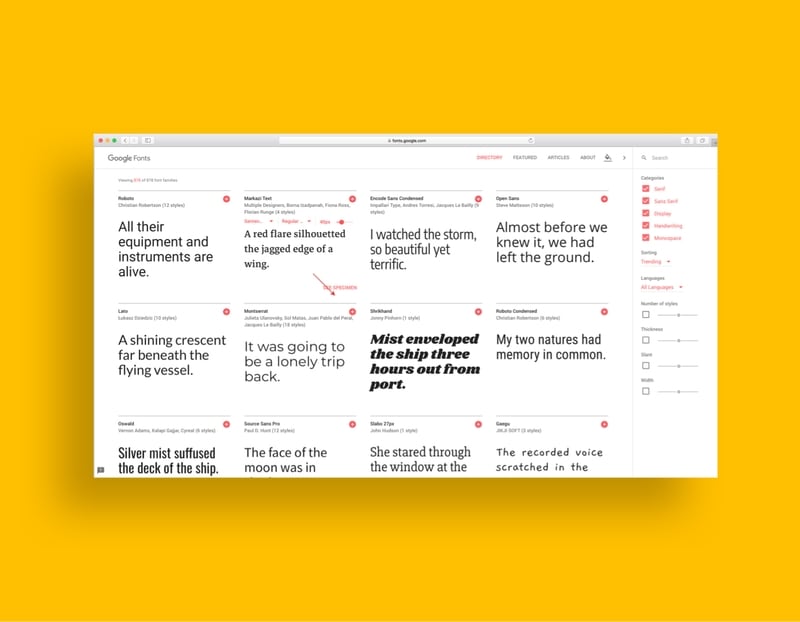 fonts.google.com
Google Fonts
DIRECTORY
FEATURED
ARTICLES
ABOUT
Search
Viewing 878 of 878 font families
Roboto
Christian Robertson (12 styles)
All their
equipment and
instruments are
alive.
Markazi Text
Multiple Designers, Borna Izadpanah, Fiona Ross,
Florian Runge (4 styles)
Regular
A red flare silhouetted
the jagged edge of a
wing.
SEE SPECIMEN
Encode Sans Condensed
Impallari Type, Andres Torresi, Jacques Le Bailly (9
styles)
I watched the storm,
so beautiful yet
terrific.
Open Sans
Steve Matteson (10 styles)
Almost before we
knew it, we had
left the ground.
Lato
Łukasz Dziedzic (10 styles)
A shining crescent
far beneath the
flying vessel.
Montserrat
Julieta Ulanovsky, Sol Matas, Juan Pablo del Peral,
Jacques Le Bailly (18 styles)
It was going to
be a lonely trip
back.
Shrikhand
Jonny Pinhorn (1 style)
Mist enveloped
the ship three
hours out from
port.
Roboto Condensed
Christian Robertson (6 styles)
My two natures had
memory in common.
Oswald
Vernon Adams, Kalapi Gajjar, Cyreal (6 styles)
Silver mist suffused
the deck of the ship.
Source Sans Pro
Paul D. Hunt (12 styles)
The face of the
moon was in
Slabo 27px
John Hudson (1 style)
She stared through
the window at the
Gaegu
JIKJI SOFT (3 styles)
The recorded voice
scratched in the
Categories
Serif
Sans Serif
Display
Handwriting
Monospace
Sorting
Trending
Languages
All Languages
Number of styles
Thickness
Slant
Width